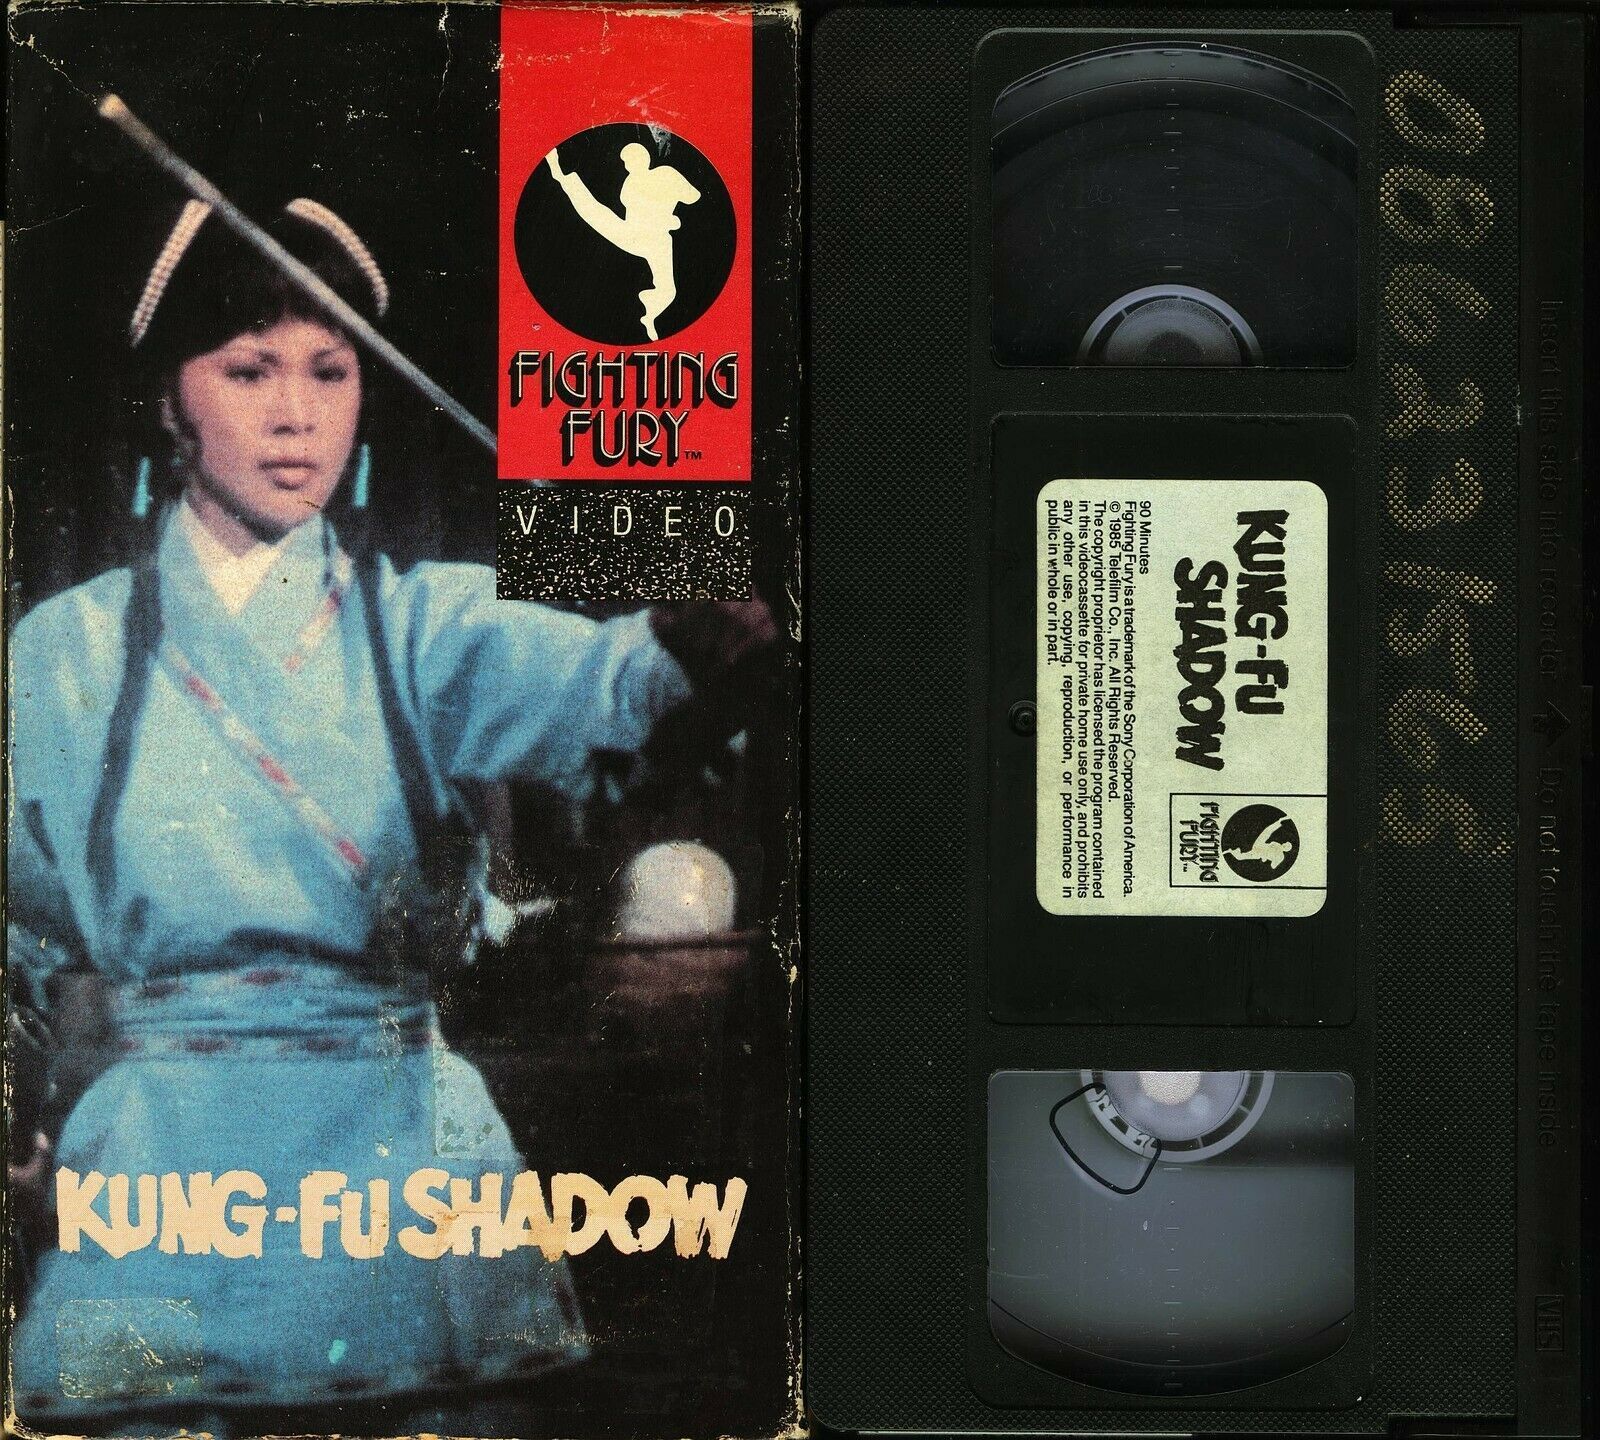 FIGHTING
FURY™
VIDEO
KUNG-FU SHADOW
KUNG-FU
SHADOW
FIGHTING
FURY™
90 Minutes
Fighting Fury is a trademark of the Sony Corporation of America.
© 1985 Telefilm Co., Inc. All Rights Reserved.
The copyright proprietor has licensed the program contained
in this videocassette for private home use only, and prohibits
any other use, copying, reproduction, or performance in
public in whole or in part.
Insert this side into recorder
Do not touch the tape inside
VHS